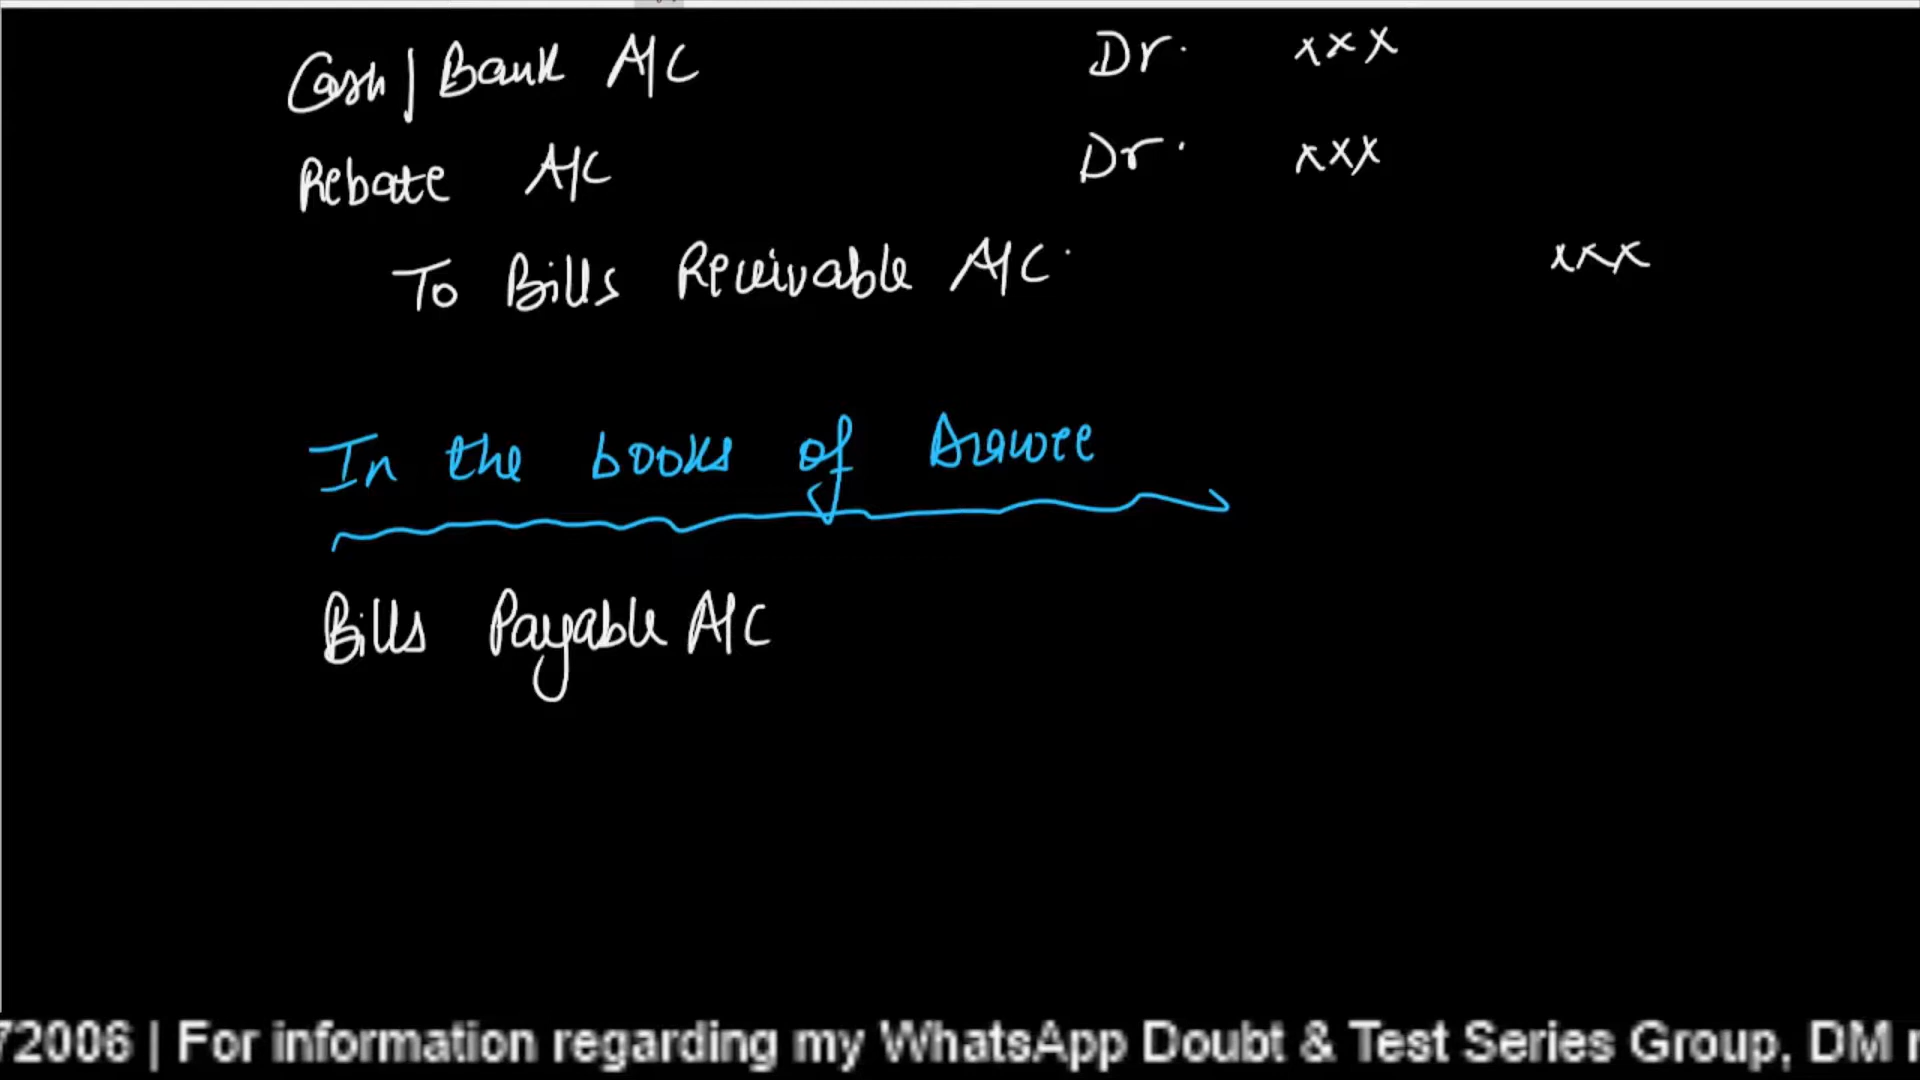 Cash/Bank A/C Dr. xxx
Rebate A/C Dr. xxx
To Bills Receivable A/C. xxx
In the books of Drawee
Bills Payable A/C
72006 | For information regarding my WhatsApp Doubt & Test Series Group, DM